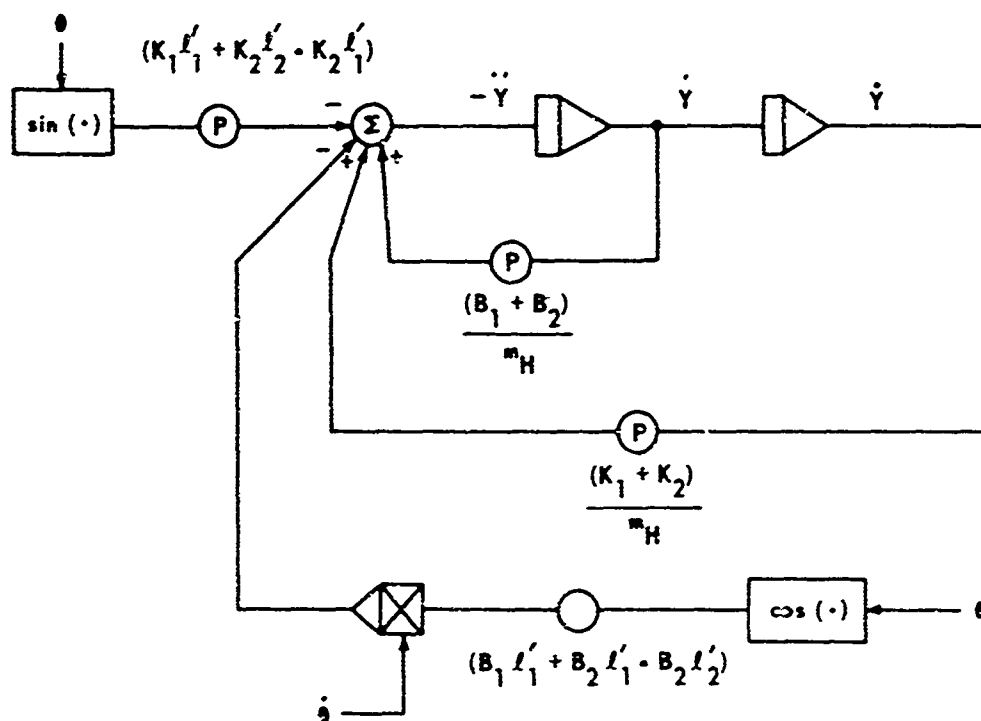 θ
(K₁ℓ′₁ + K₂ℓ′₂ - K₂ℓ′₁)
sin (·)
P
-
Σ
-
+
+
-Ÿ
Ẏ
Ẏ
P
(B₁ + B₂)
m_H
P
(K₁ + K₂)
m_H
cos (·)
(B₁ ℓ′₁ + B₂ ℓ′₁ - B₂ ℓ′₂)